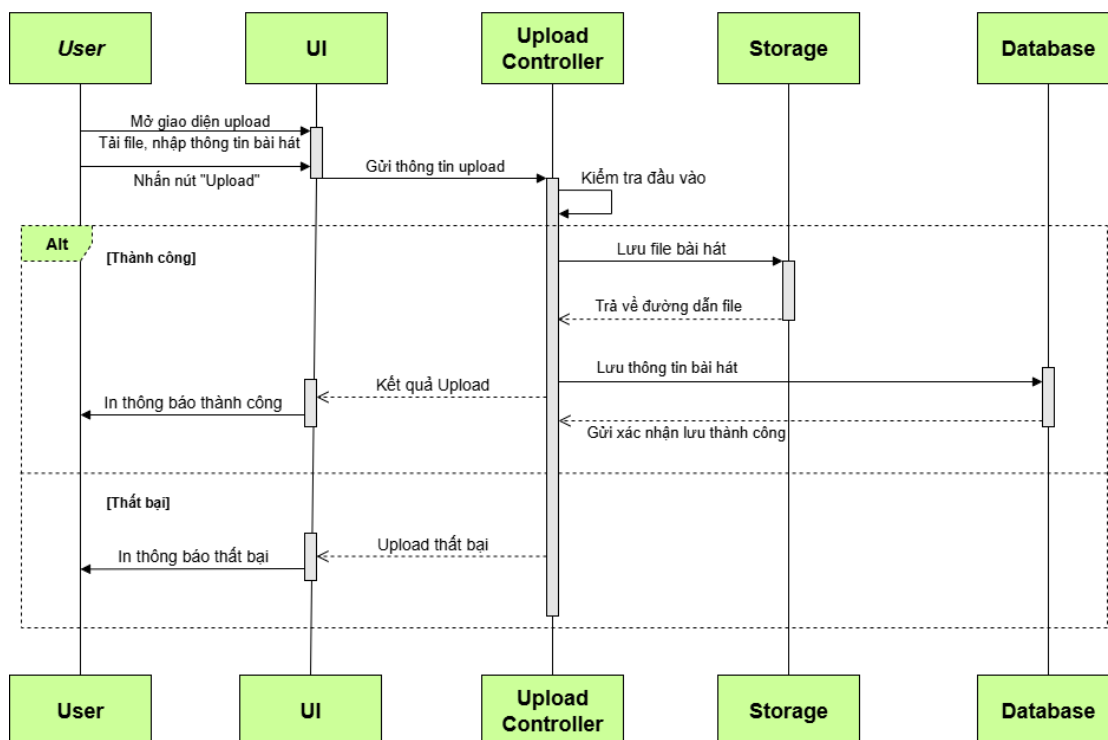 User
UI
Upload
Controller
Storage
Database
Mở giao diện upload
Tải file, nhập thông tin bài hát
Nhấn nút "Upload"
Gửi thông tin upload
Kiểm tra đầu vào
Alt
[Thành công]
Lưu file bài hát
Trả về đường dẫn file
Lưu thông tin bài hát
Kết quả Upload
In thông báo thành công
Gửi xác nhận lưu thành công
[Thất bại]
Upload thất bại
In thông báo thất bại
User
UI
Upload
Controller
Storage
Database